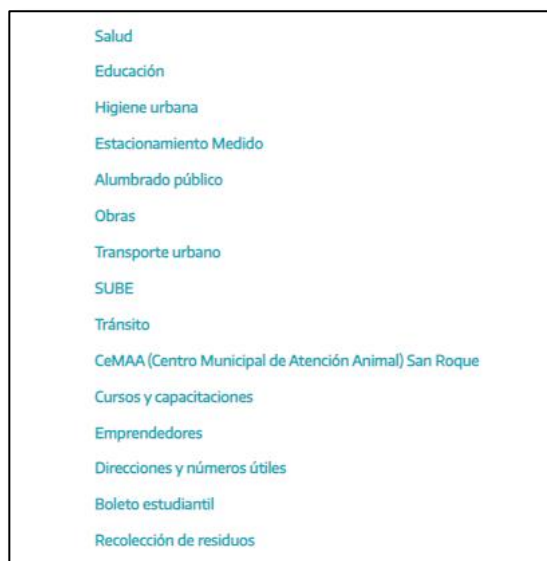 Salud
Educación
Higiene urbana
Estacionamiento Medido
Alumbrado público
Obras
Transporte urbano
SUBE
Tránsito
CeMAA (Centro Municipal de Atención Animal) San Roque
Cursos y capacitaciones
Emprendedores
Direcciones y números útiles
Boleto estudiantil
Recolección de residuos